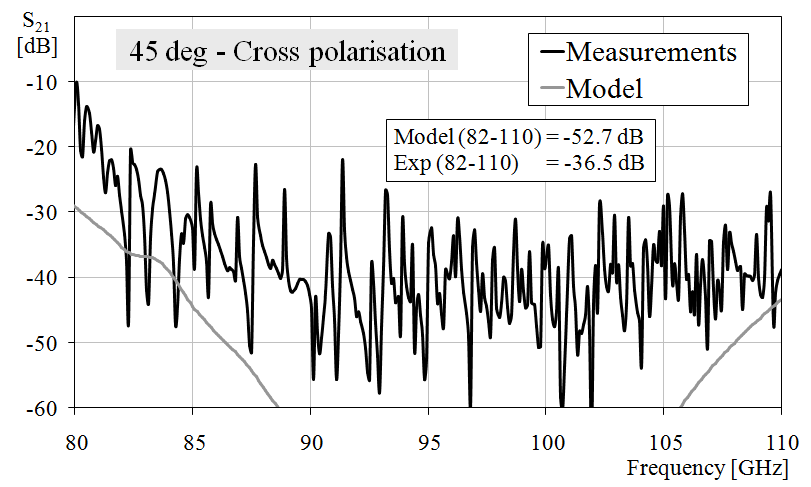 S21
[dB]
45 deg - Cross polarisation
Measurements
Model
Model (82-110) = -52.7 dB
Exp (82-110) = -36.5 dB
-10
-20
-30
-40
-50
-60
80 85 90 95 100 105 110
Frequency [GHz]